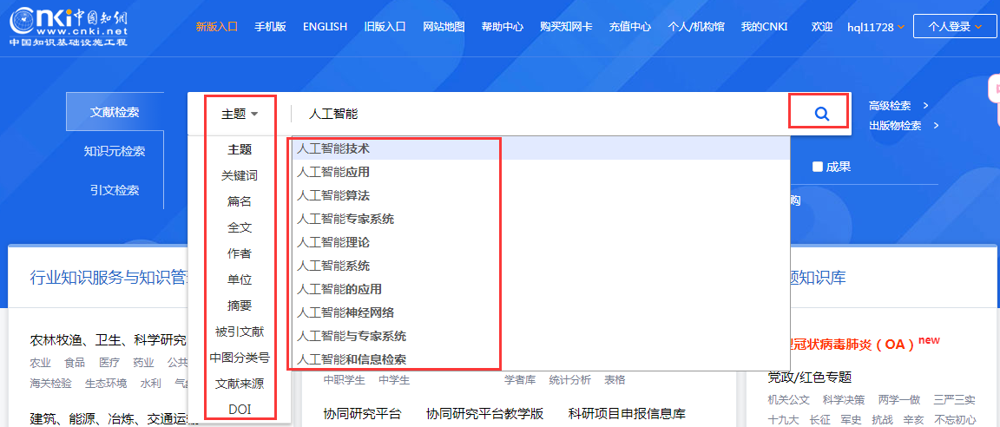 Cnki 中国知网
www.cnki.net
中国知识基础设施工程
新版入口 手机版 ENGLISH 旧版入口 网站地图 帮助中心 购买知网卡 充值中心 个人/机构馆 我的CNKI 欢迎 hql11728 个人登录
文献检索
知识元检索
引文检索
主题 人工智能
高级检索 >
出版物检索 >
主题
关键词
篇名
全文
作者
单位
摘要
被引文献
中图分类号
文献来源
DOI
人工智能技术
人工智能应用
人工智能算法
人工智能专家系统
人工智能理论
人工智能系统
人工智能的应用
人工智能神经网络
人工智能与专家系统
人工智能和信息检索
成果
购
行业知识服务与知识管
农林牧渔、卫生、科学研究
农业 食品 医疗 药业 公共
海关检验 生态环境 水利 气
建筑、能源、冶炼、交通运
中职学生 中学生 学者库 统计分析 表格
协同研究平台 协同研究平台教学版 科研项目申报信息库
题知识库
冠状病毒肺炎（OA）new
党政/红色专题
机关公文 科学决策 两学一做 三严三实
十九大 长征 军史 抗战 辛亥 不忘初心